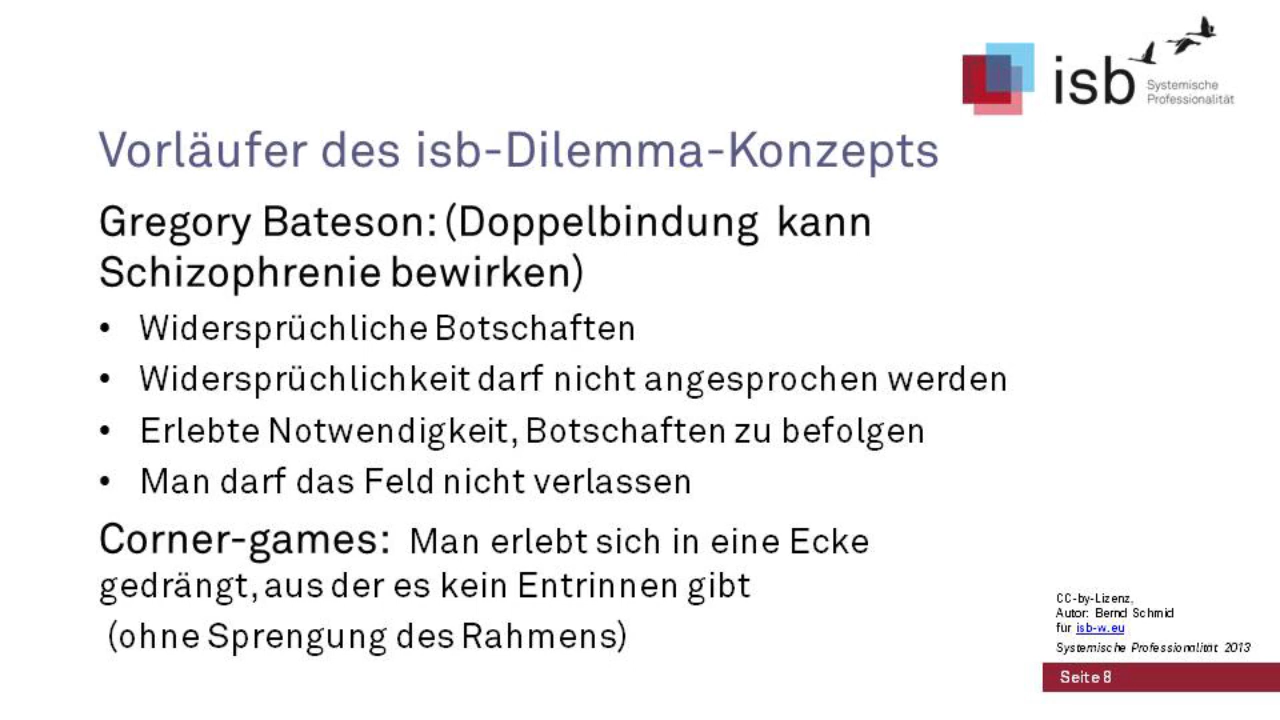 isb Systemische
Professionalität
Vorläufer des isb-Dilemma-Konzepts
Gregory Bateson: (Doppelbindung kann
Schizophrenie bewirken)
• Widersprüchliche Botschaften
• Widersprüchlichkeit darf nicht angesprochen werden
• Erlebte Notwendigkeit, Botschaften zu befolgen
• Man darf das Feld nicht verlassen
Corner-games: Man erlebt sich in eine Ecke
gedrängt, aus der es kein Entrinnen gibt
(ohne Sprengung des Rahmens)
CC-by-Lizenz,
Autor: Bernd Schmid
für isb-w.eu
Systemische Professionalität 2013
Seite 8